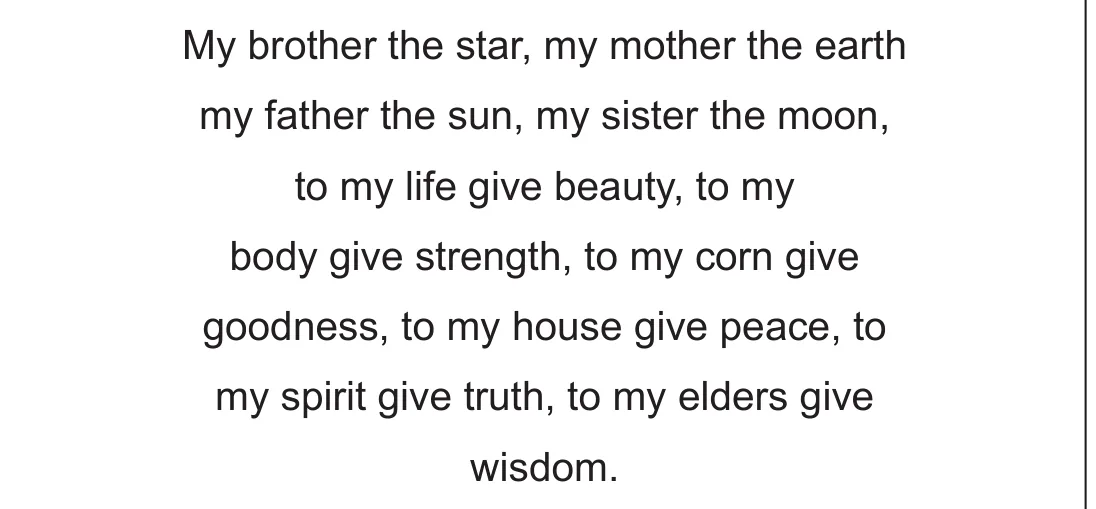 My brother the star, my mother the earth
my father the sun, my sister the moon,
to my life give beauty, to my
body give strength, to my corn give
goodness, to my house give peace, to
my spirit give truth, to my elders give
wisdom.